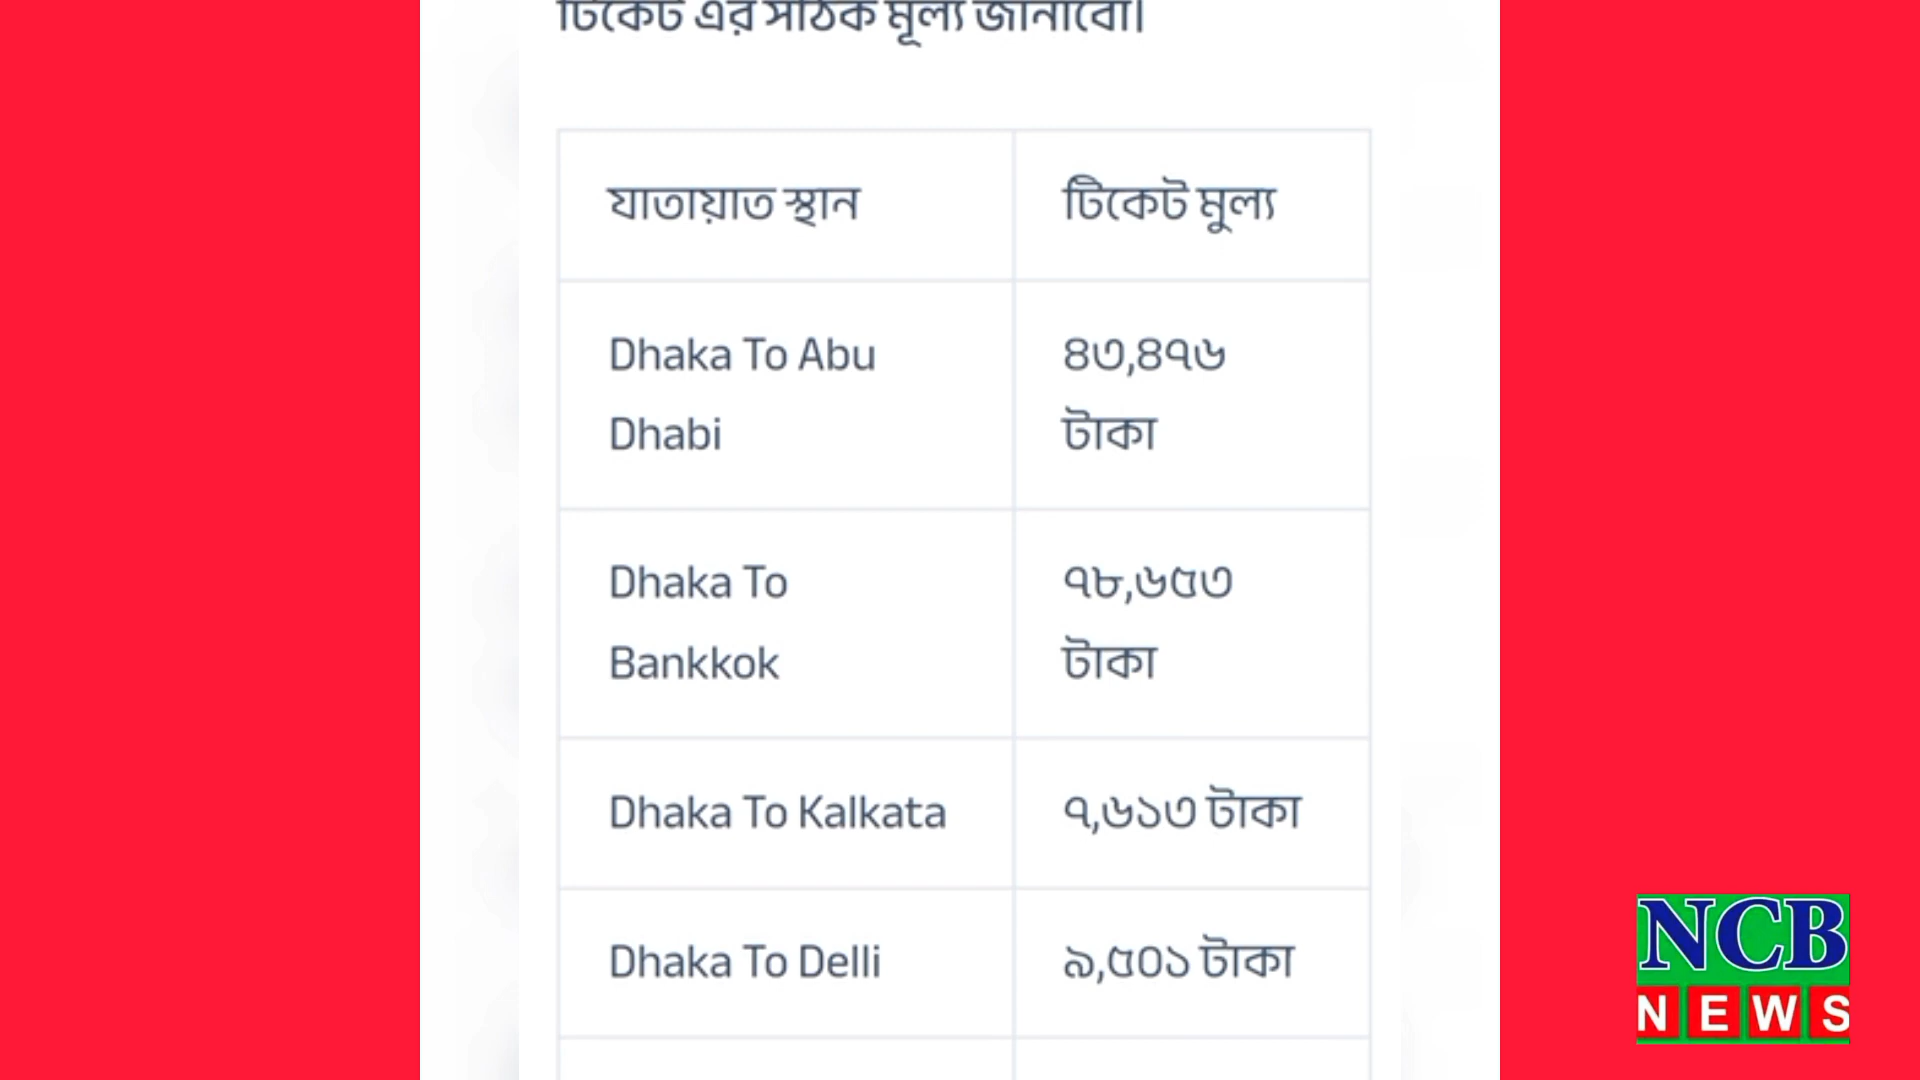 টিকেট এর সঠিক মূল্য জানাবো।
যাতায়াত স্থান
টিকেট মুল্য
Dhaka To Abu
Dhabi
৪৩,৪৭৬
টাকা
Dhaka To
Bankkok
৭৮,৬৫৩
টাকা
Dhaka To Kalkata
৭,৬১৩ টাকা
Dhaka To Delli
৯,৫০১ টাকা
NCB
NEWS